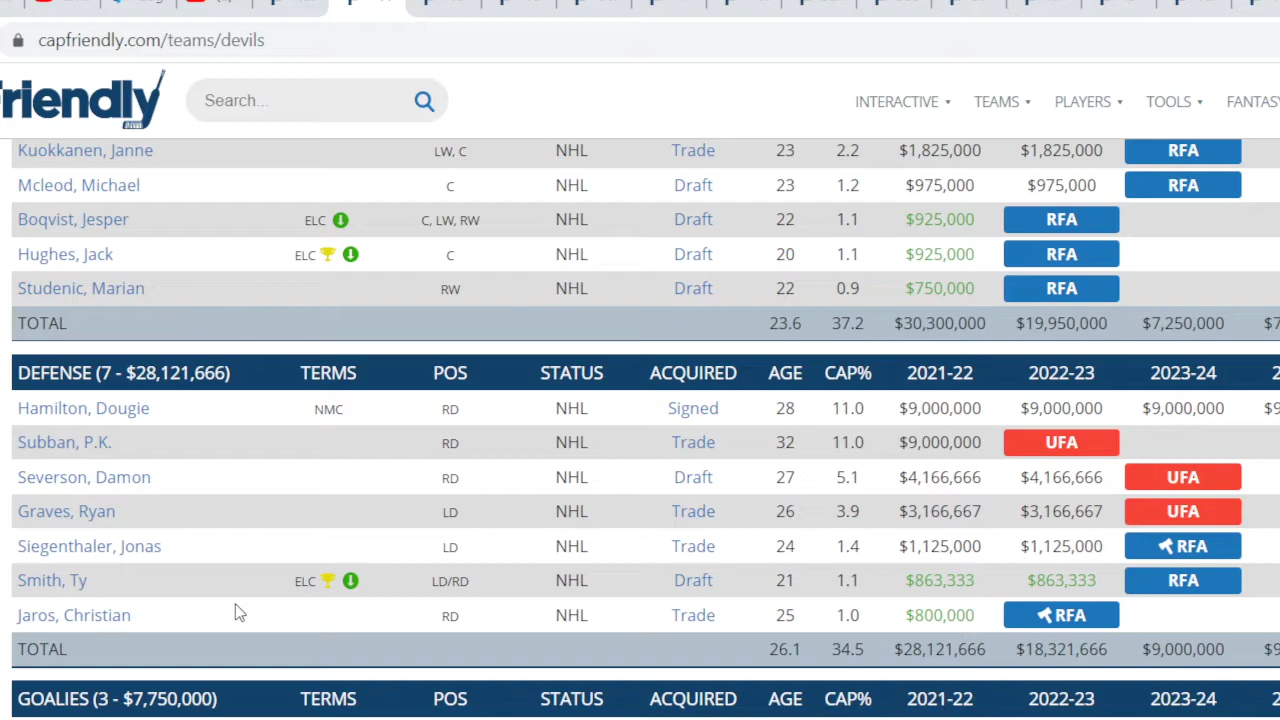 capfriendly.com/teams/devils
friendly
Search...
INTERACTIVE TEAMS PLAYERS TOOLS FANTASY
Kuokkanen, Janne LW, C NHL Trade 23 2.2 $1,825,000 $1,825,000 RFA
Mcleod, Michael C NHL Draft 23 1.2 $975,000 $975,000 RFA
Boqvist, Jesper ELC C, LW, RW NHL Draft 22 1.1 $925,000 RFA
Hughes, Jack ELC C NHL Draft 20 1.1 $925,000 RFA
Studenic, Marian RW NHL Draft 22 0.9 $750,000 RFA
TOTAL 23.6 37.2 $30,300,000 $19,950,000 $7,250,000 $7
DEFENSE (7 - $28,121,666) TERMS POS STATUS ACQUIRED AGE CAP% 2021-22 2022-23 2023-24 2
Hamilton, Dougie NMC RD NHL Signed 28 11.0 $9,000,000 $9,000,000 $9,000,000 $9
Subban, P.K. RD NHL Trade 32 11.0 $9,000,000 UFA
Severson, Damon RD NHL Draft 27 5.1 $4,166,666 $4,166,666 UFA
Graves, Ryan LD NHL Trade 26 3.9 $3,166,667 $3,166,667 UFA
Siegenthaler, Jonas LD NHL Trade 24 1.4 $1,125,000 $1,125,000 RFA
Smith, Ty ELC LD/RD NHL Draft 21 1.1 $863,333 $863,333 RFA
Jaros, Christian RD NHL Trade 25 1.0 $800,000 RFA
TOTAL 26.1 34.5 $28,121,666 $18,321,666 $9,000,000 $9
GOALIES (3 - $7,750,000) TERMS POS STATUS ACQUIRED AGE CAP% 2021-22 2022-23 2023-24 2